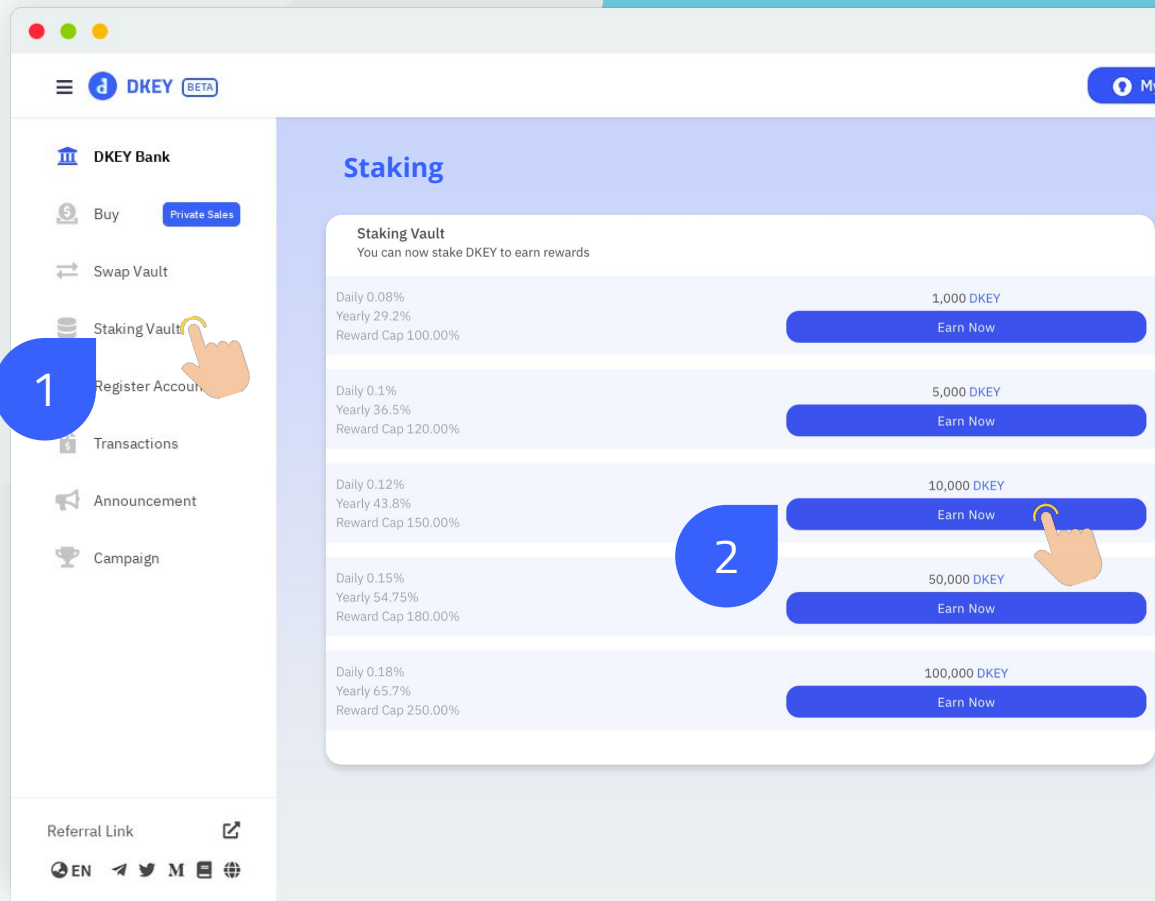 DKEY BETA
My
DKEY Bank
Buy Private Sales
Swap Vault
Staking Vault
1
Register Accoun
Transactions
Announcement
Campaign
Referral Link
EN
Staking
Staking Vault
You can now stake DKEY to earn rewards
Daily 0.08%
Yearly 29.2%
Reward Cap 100.00%
1,000 DKEY
Earn Now
Daily 0.1%
Yearly 36.5%
Reward Cap 120.00%
5,000 DKEY
Earn Now
Daily 0.12%
Yearly 43.8%
Reward Cap 150.00%
10,000 DKEY
Earn Now
2
Daily 0.15%
Yearly 54.75%
Reward Cap 180.00%
50,000 DKEY
Earn Now
Daily 0.18%
Yearly 65.7%
Reward Cap 250.00%
100,000 DKEY
Earn Now